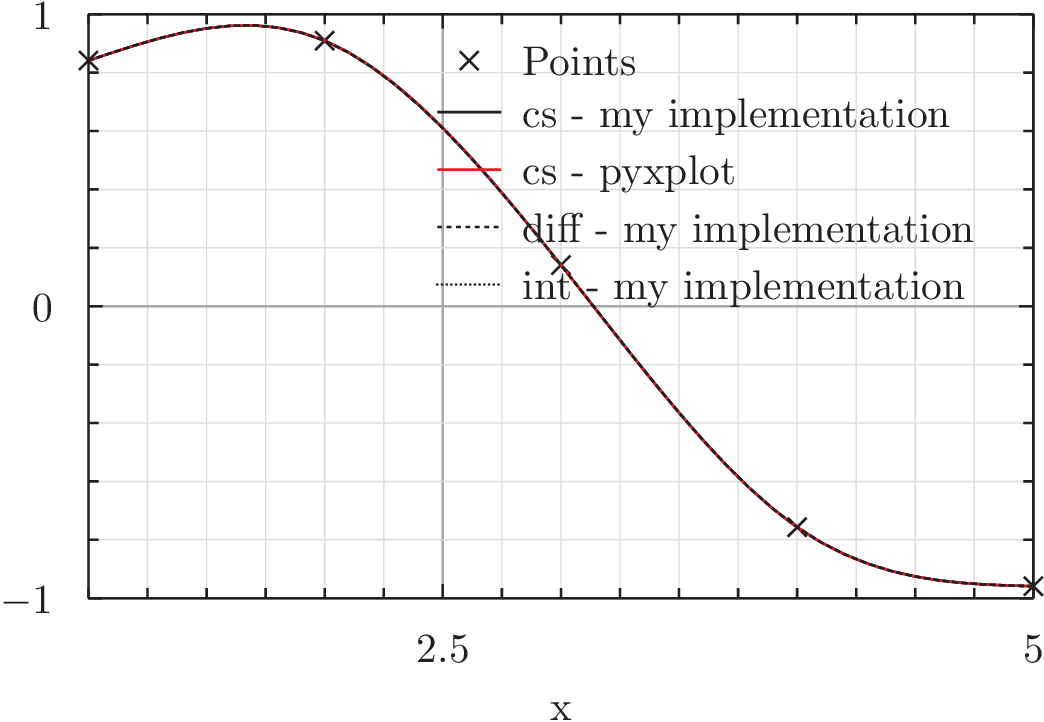 1
Points
cs - my implementation
cs - pyxplot
diff - my implementation
int - my implementation
0
−1
2.5
5
x